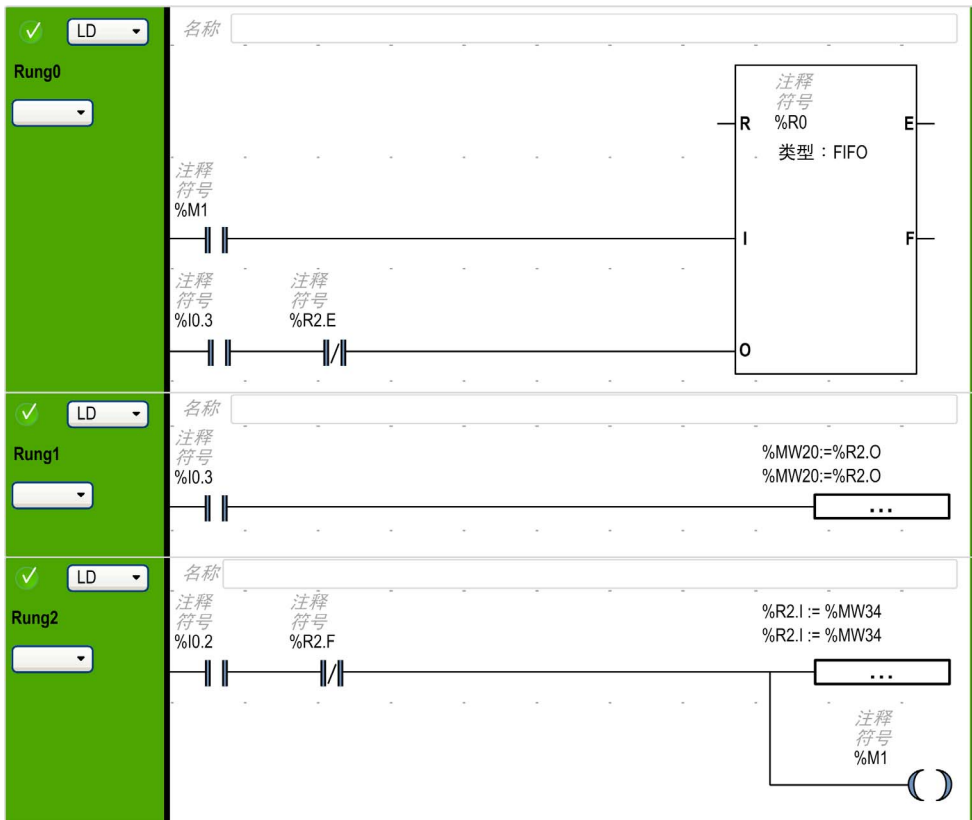 LD
名称
Rung0
注释
符号
R
%R0
E
类型：FIFO
注释
符号
%M1
I
F
注释
注释
符号
符号
%I0.3
%R2.E
O
LD
名称
注释
Rung1
符号
%MW20:=%R2.O
%I0.3
%MW20:=%R2.O
...
LD
名称
注释
注释
Rung2
符号
符号
%R2.I := %MW34
%I0.2
%R2.F
%R2.I := %MW34
...
注释
符号
%M1